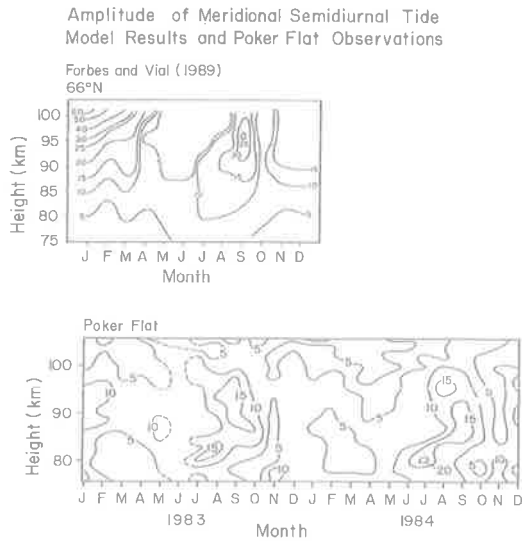 Amplitude of Meridional Semidiurnal Tide
Model Results and Poker Flat Observations
Forbes and Vial (1989)
66°N
Height (km)
100
95
90
85
80
75
J F M A M J J A S O N D
Month
Poker Flat
Height (km)
100
90
80
J F M A M J J A S O N D J F M A M J J A S O N D
1983
1984
Month